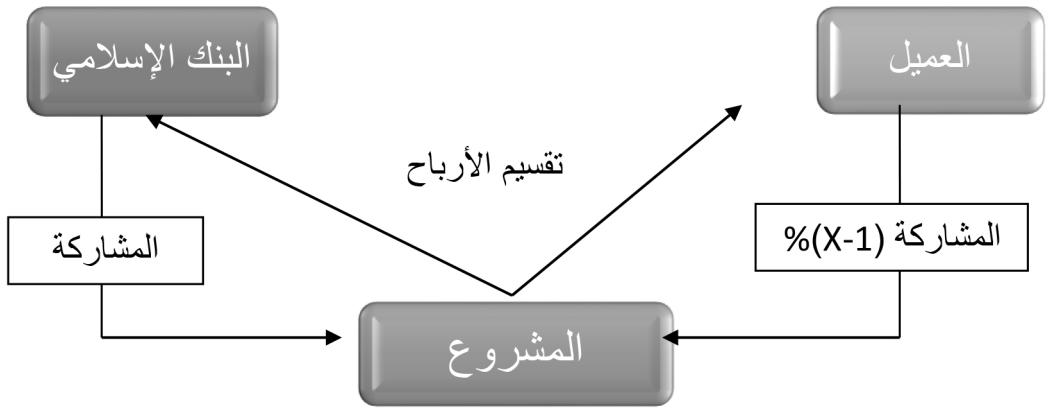 العميل
البنك الإسلامي
تقسيم الأرباح
المشاركة (X-1)%
المشاركة
المشروع